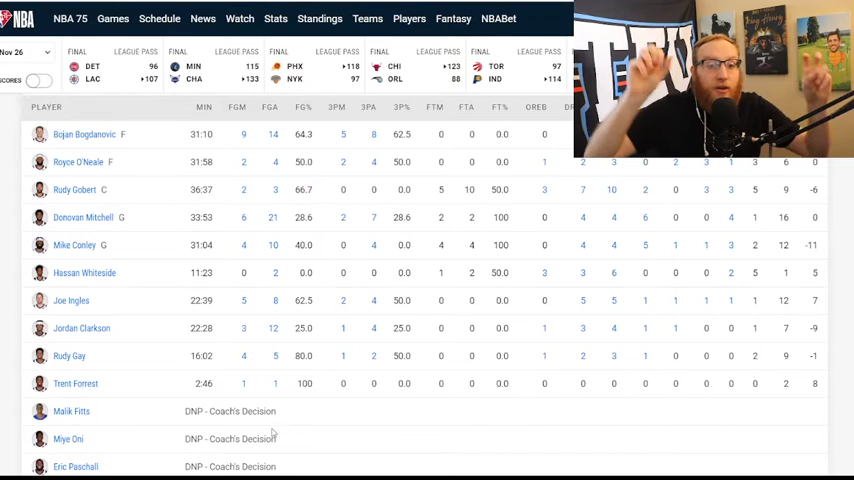 NBA 75 Games Schedule News Watch Stats Standings Teams Players Fantasy NBABet
Nov 26
SCORES
FINAL LEAGUE PASS
DET 96
LAC 107
FINAL LEAGUE PASS
MIN 115
CHA 133
FINAL LEAGUE PASS
PHX 118
NYK 97
FINAL LEAGUE PASS
CHI 123
ORL 88
FINAL LEAGUE PASS
TOR 97
IND 114
PLAYER MIN FGM FGA FG% 3PM 3PA 3P% FTM FTA FT% OREB
Bojan Bogdanovic F 31:10 9 14 64.3 5 8 62.5 0 0 0.0 0
Royce O'Neale F 31:58 2 4 50.0 2 4 50.0 0 0 0.0 1 2 3 0 2 3 1 3 6 0
Rudy Gobert C 36:37 2 3 66.7 0 0 0.0 5 10 50.0 3 7 10 2 0 3 3 5 9 -6
Donovan Mitchell G 33:53 6 21 28.6 2 7 28.6 2 2 100 0 4 4 6 0 0 4 1 16 0
Mike Conley G 31:04 4 10 40.0 0 4 0.0 4 4 100 0 4 4 5 1 1 3 2 12 -11
Hassan Whiteside 11:23 0 2 0.0 0 0 0.0 1 2 50.0 3 3 6 0 0 0 2 5 1 5
Joe Ingles 22:39 5 8 62.5 2 4 50.0 0 0 0.0 0 5 5 1 1 1 1 3 12 7
Jordan Clarkson 22:28 3 12 25.0 1 4 25.0 0 0 0.0 1 3 4 1 1 0 0 1 7 -9
Rudy Gay 16:02 4 5 80.0 1 2 50.0 0 0 0.0 1 2 3 1 0 0 0 2 9 -1
Trent Forrest 2:46 1 1 100 0 0 0.0 0 0 0.0 0 0 0 0 0 0 0 0 2 8
Malik Fitts DNP - Coach's Decision
Miye Oni DNP - Coach's Decision
Eric Paschall DNP - Coach's Decision